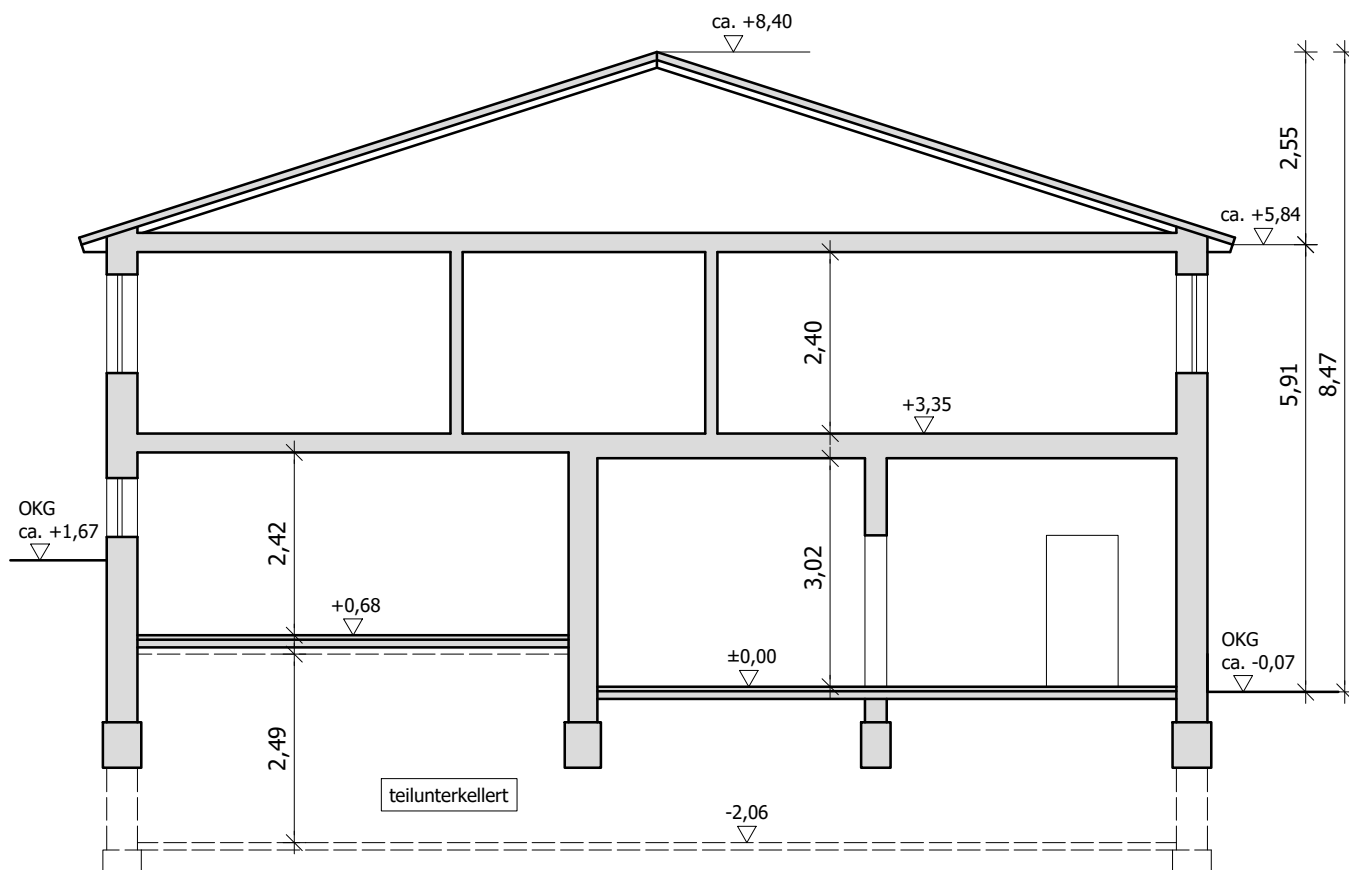 ca. +8,40
2,55
ca. +5,84
2,40
+3,35
5,91
8,47
OKG
ca. +1,67
2,42
3,02
+0,68
±0,00
OKG
ca. -0,07
2,49
teilunterkellert
-2,06